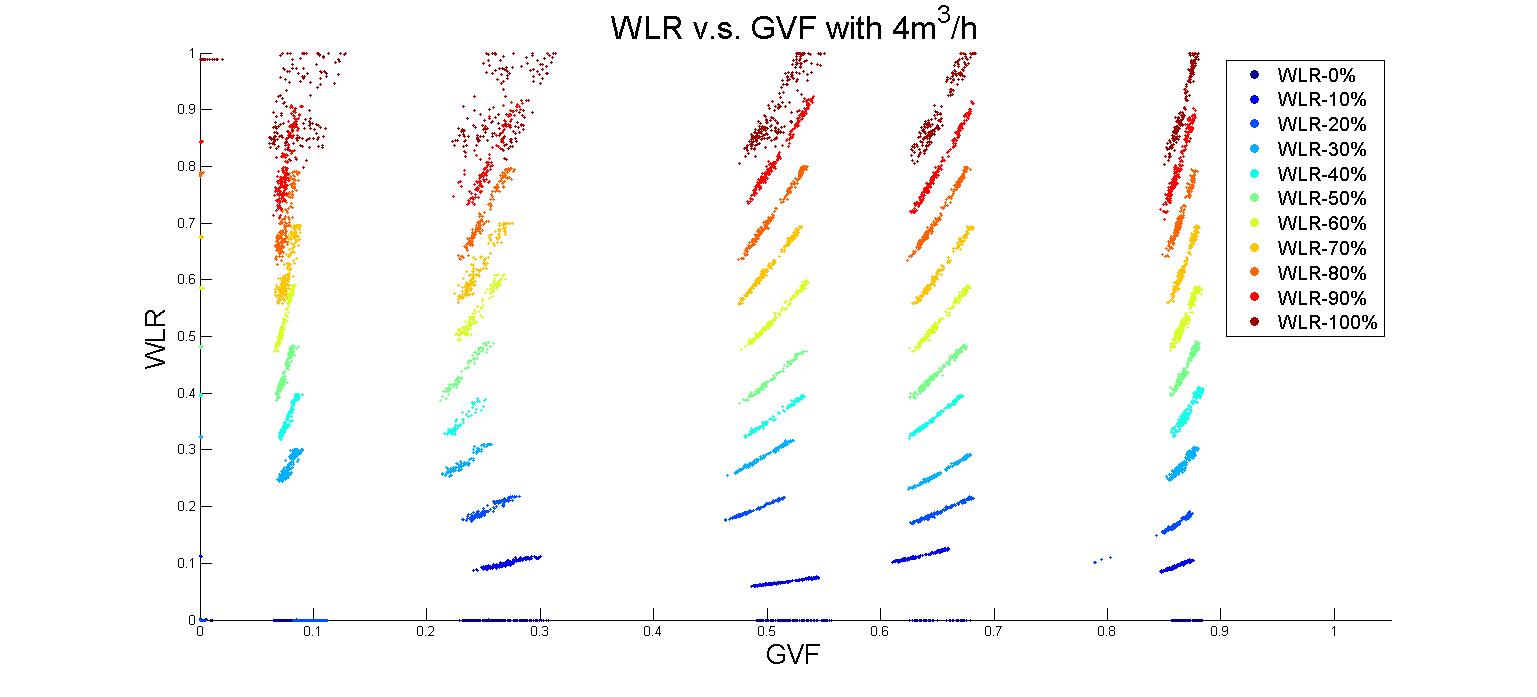 WLR v.s. GVF with 4m³/h
WLR
1
0.9
0.8
0.7
0.6
0.5
0.4
0.3
0.2
0.1
0
0 0.1 0.2 0.3 0.4 0.5 0.6 0.7 0.8 0.9 1
GVF
WLR-0%
WLR-10%
WLR-20%
WLR-30%
WLR-40%
WLR-50%
WLR-60%
WLR-70%
WLR-80%
WLR-90%
WLR-100%